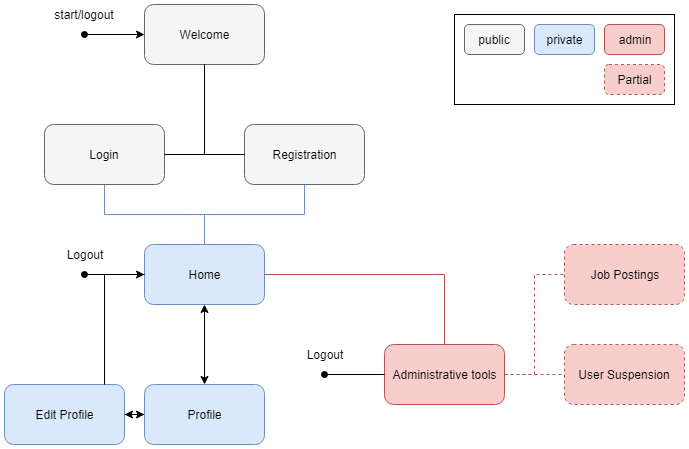 start/logout
Welcome
public
private
admin
Partial
Login
Registration
Logout
Home
Job Postings
Logout
Administrative tools
User Suspension
Edit Profile
Profile